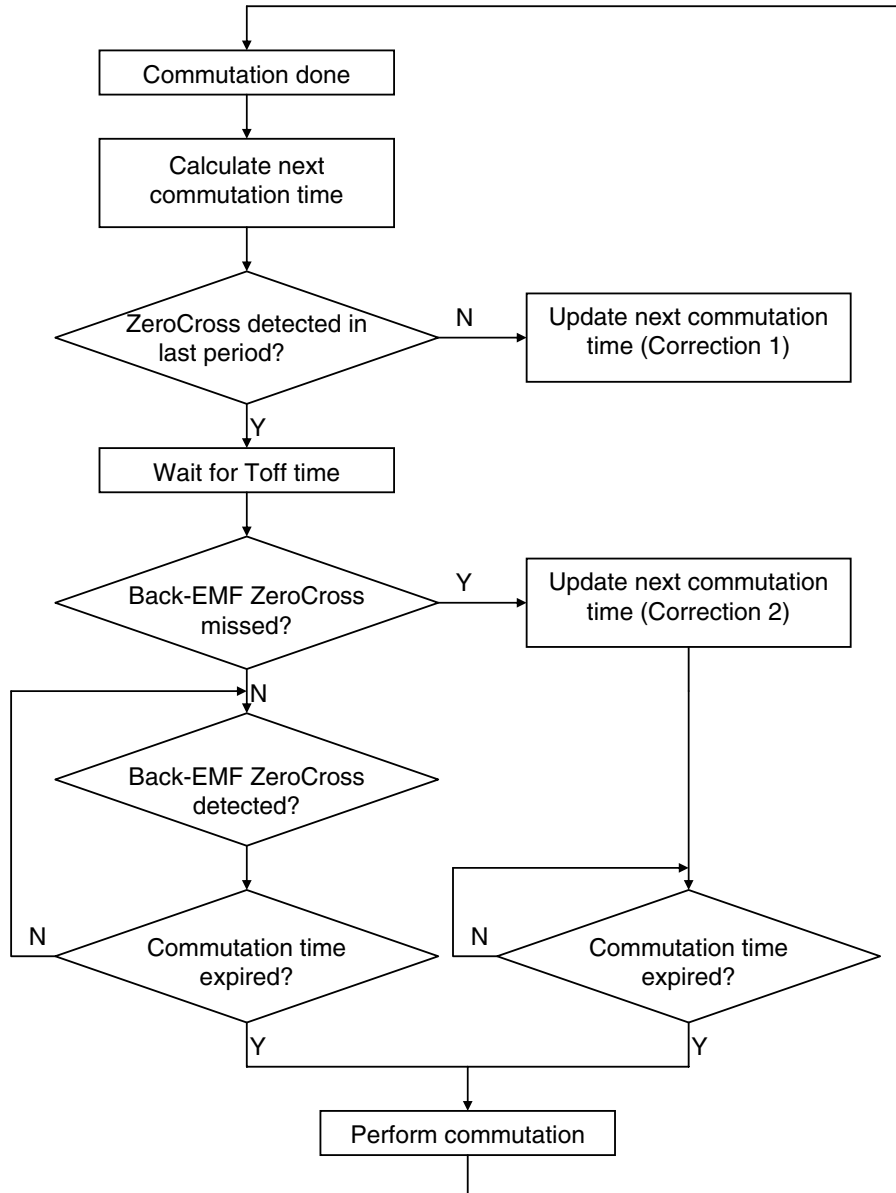 Commutation done
Calculate next
commutation time
ZeroCross detected in
last period?
N
Update next commutation
time (Correction 1)
Y
Wait for Toff time
Back-EMF ZeroCross
missed?
Y
Update next commutation
time (Correction 2)
N
Back-EMF ZeroCross
detected?
N
Commutation time
expired?
N
Commutation time
expired?
Y
Y
Perform commutation